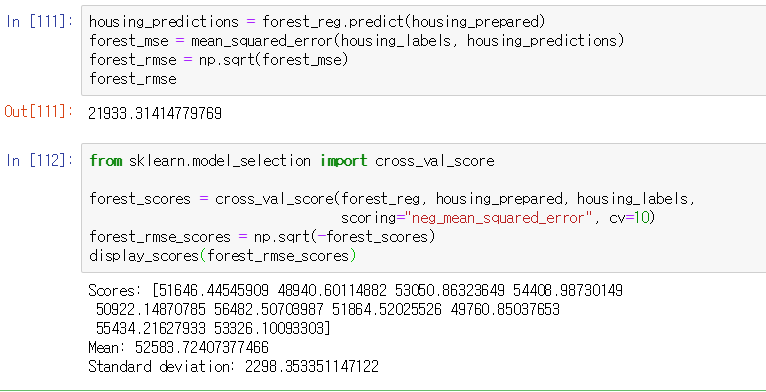 In [111]: housing_predictions = forest_reg.predict(housing_prepared)
forest_mse = mean_squared_error(housing_labels, housing_predictions)
forest_rmse = np.sqrt(forest_mse)
forest_rmse
Out[111]: 21933.31414779769
In [112]: from sklearn.model_selection import cross_val_score
forest_scores = cross_val_score(forest_reg, housing_prepared, housing_labels,
scoring="neg_mean_squared_error", cv=10)
forest_rmse_scores = np.sqrt(-forest_scores)
display_scores(forest_rmse_scores)
Scores: [51646.44545909 48940.60114882 53050.86323649 54408.98730149
50922.14870785 56482.50703987 51864.52025526 49760.85037653
55434.21627933 53326.10093303]
Mean: 52583.72407377466
Standard deviation: 2298.353351147122